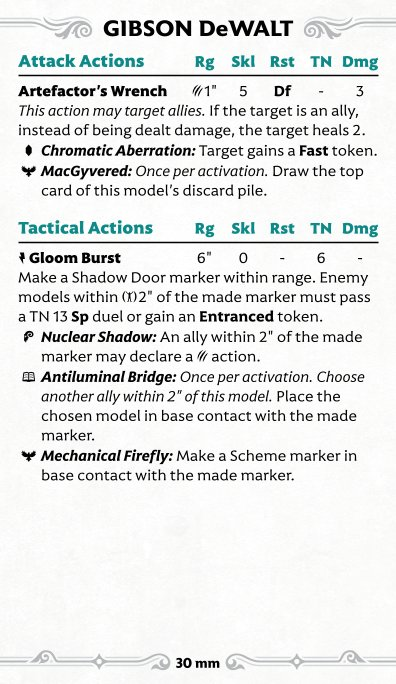 GIBSON DeWALT
Attack Actions Rg Skl Rst TN Dmg
Artefactor's Wrench 1" 5 Df - 3
This action may target allies. If the target is an ally,
instead of being dealt damage, the target heals 2.
Chromatic Aberration: Target gains a Fast token.
MacGyvered: Once per activation. Draw the top
card of this model's discard pile.
Tactical Actions Rg Skl Rst TN Dmg
Gloom Burst 6" 0 - 6 -
Make a Shadow Door marker within range. Enemy
models within 2" of the made marker must pass
a TN 13 Sp duel or gain an Entranced token.
Nuclear Shadow: An ally within 2" of the made
marker may declare a action.
Antiluminal Bridge: Once per activation. Choose
another ally within 2" of this model. Place the
chosen model in base contact with the made
marker.
Mechanical Firefly: Make a Scheme marker in
base contact with the made marker.
30 mm